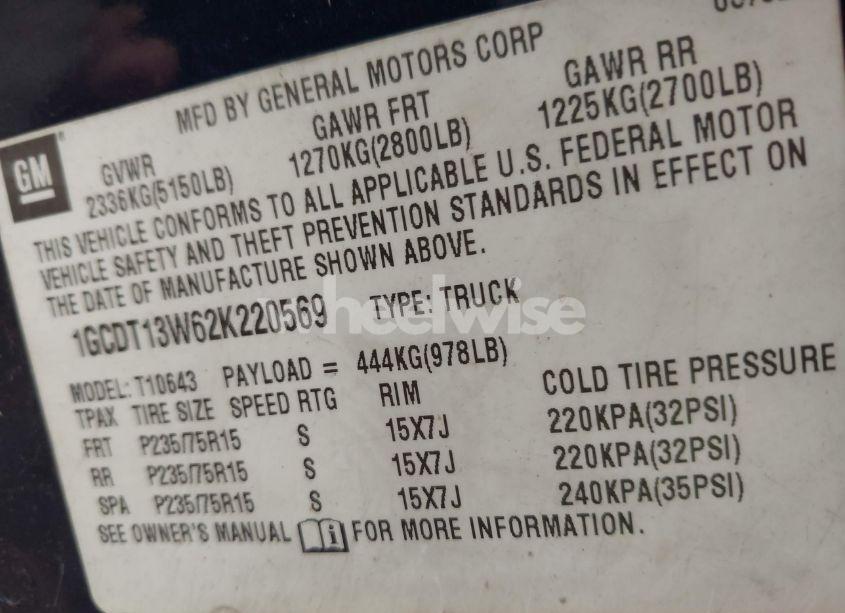 MFD BY GENERAL MOTORS CORP
GM
GVWR GAWR FRT GAWR RR
2336KG(5150LB) 1270KG(2800LB) 1225KG(2700LB)
THIS VEHICLE CONFORMS TO ALL APPLICABLE U.S. FEDERAL MOTOR
VEHICLE SAFETY AND THEFT PREVENTION STANDARDS IN EFFECT ON
THE DATE OF MANUFACTURE SHOWN ABOVE.
1GCDT13W62K220569 TYPE: TRUCK
wheelwise
MODEL: T10643 PAYLOAD = 444KG(978LB)
TPAX TIRE SIZE SPEED RTG RIM COLD TIRE PRESSURE
FRT P235/75R15 S 15X7J 220KPA(32PSI)
RR P235/75R15 S 15X7J 220KPA(32PSI)
SPA P235/75R15 S 15X7J 240KPA(35PSI)
SEE OWNER'S MANUAL i FOR MORE INFORMATION.